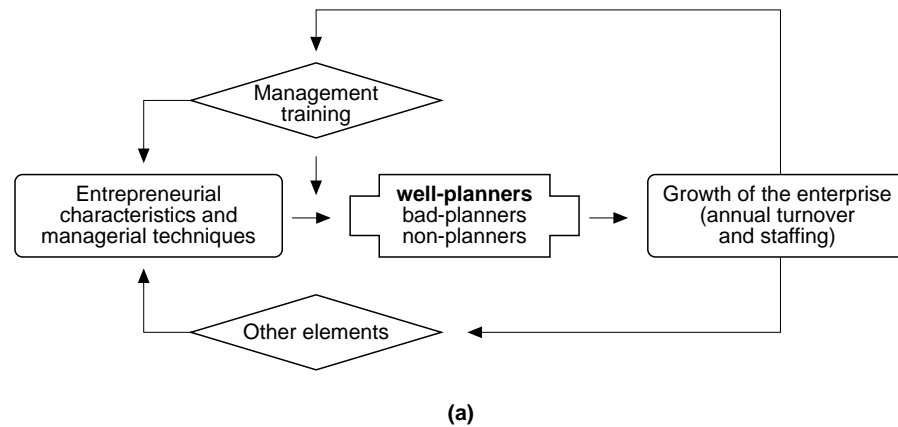 Management
training
Entrepreneurial
characteristics and
managerial techniques
well-planners
bad-planners
non-planners
Growth of the enterprise
(annual turnover
and staffing)
Other elements
(a)